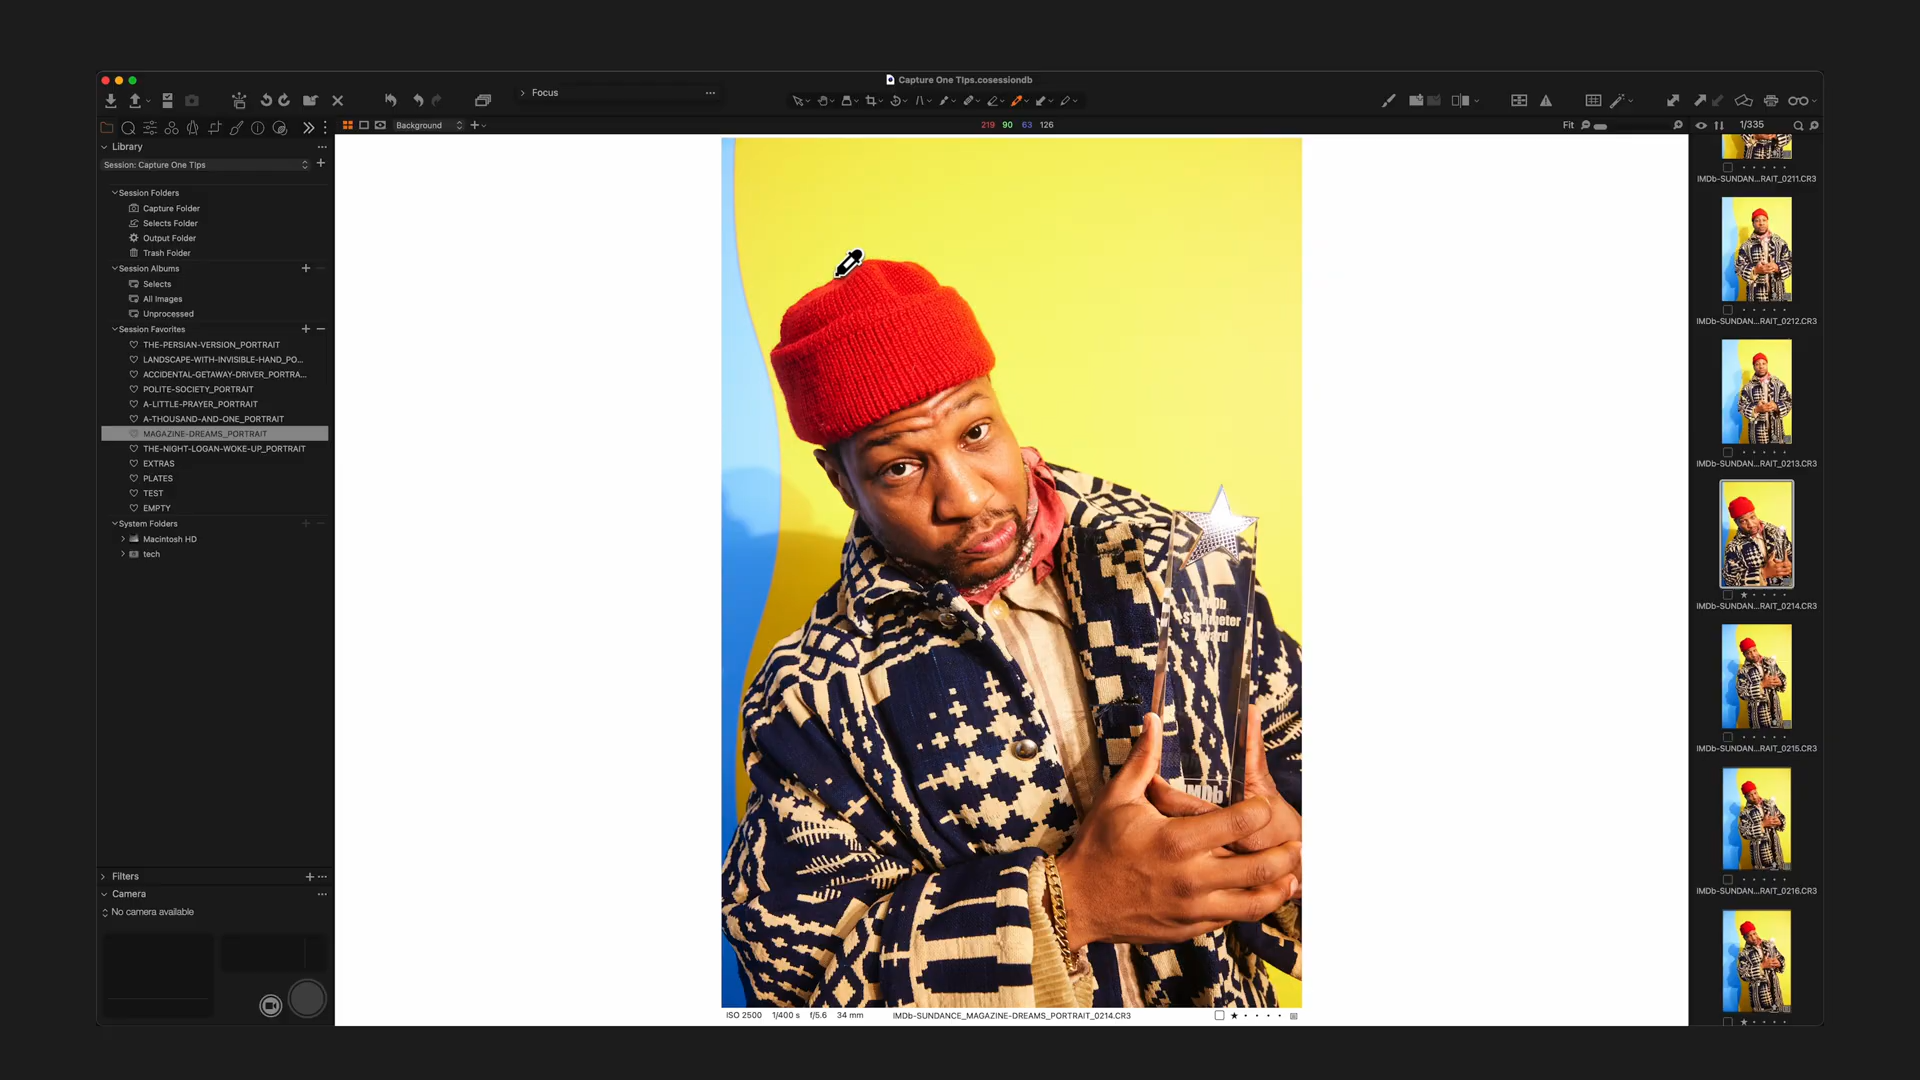 Capture One TIps.cosessiondb
Focus
Background
219 90 63 126
Fit
1/335
Library
Session: Capture One TIps
Session Folders
Capture Folder
Selects Folder
Output Folder
Trash Folder
Session Albums
Selects
All Images
Unprocessed
Session Favorites
THE-PERSIAN-VERSION_PORTRAIT
LANDSCAPE-WITH-INVISIBLE-HAND_PO...
ACCIDENTAL-GETAWAY-DRIVER_PORTRA...
POLITE-SOCIETY_PORTRAIT
A-LITTLE-PRAYER_PORTRAIT
A-THOUSAND-AND-ONE_PORTRAIT
MAGAZINE-DREAMS_PORTRAIT
THE-NIGHT-LOGAN-WOKE-UP_PORTRAIT
EXTRAS
PLATES
TEST
EMPTY
System Folders
Macintosh HD
tech
Filters
Camera
No camera available
IMDb
STARmeter
Award
IMDb
ISO 2500 1/400 s f/5.6 34 mm
IMDb-SUNDANCE_MAGAZINE-DREAMS_PORTRAIT_0214.CR3
IMDb-SUNDAN...RAIT_0211.CR3
IMDb-SUNDAN...RAIT_0212.CR3
IMDb-SUNDAN...RAIT_0213.CR3
IMDb-SUNDAN...RAIT_0214.CR3
IMDb-SUNDAN...RAIT_0215.CR3
IMDb-SUNDAN...RAIT_0216.CR3